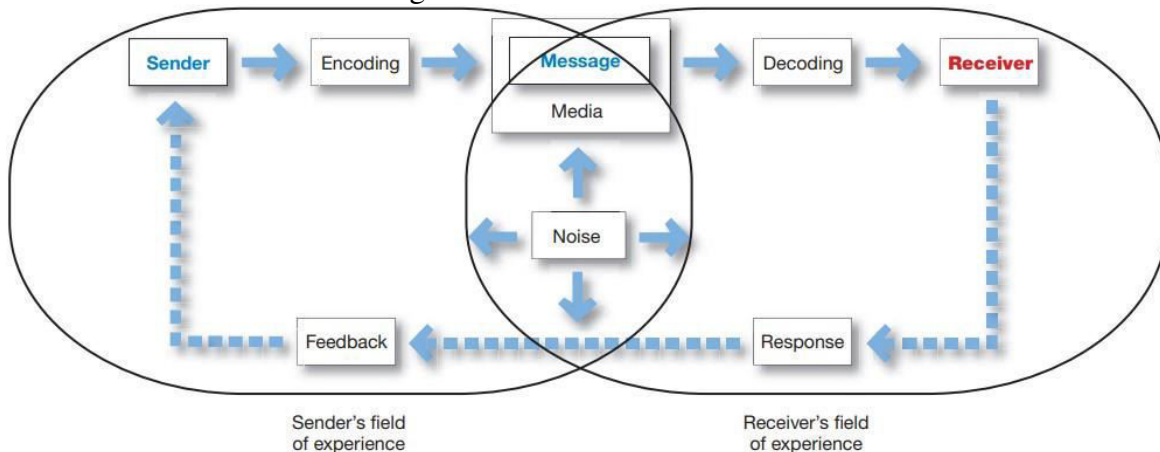 Sender
Encoding
Message
Media
Decoding
Receiver
Noise
Feedback
Response
Sender's field
of experience
Receiver's field
of experience